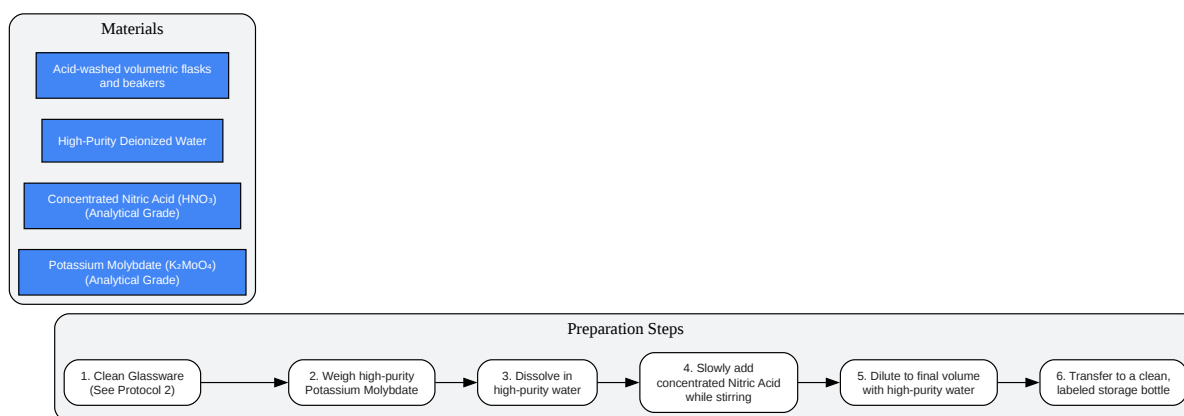 Materials
Acid-washed volumetric flasks
and beakers
High-Purity Deionized Water
Concentrated Nitric Acid (HNO₃)
(Analytical Grade)
Potassium Molybdate (K₂MoO₄)
(Analytical Grade)
Preparation Steps
1. Clean Glassware
(See Protocol 2)
2. Weigh high-purity
Potassium Molybdate
3. Dissolve in
high-purity water
4. Slowly add
concentrated Nitric Acid
while stirring
5. Dilute to final volume
with high-purity water
6. Transfer to a clean,
labeled storage bottle